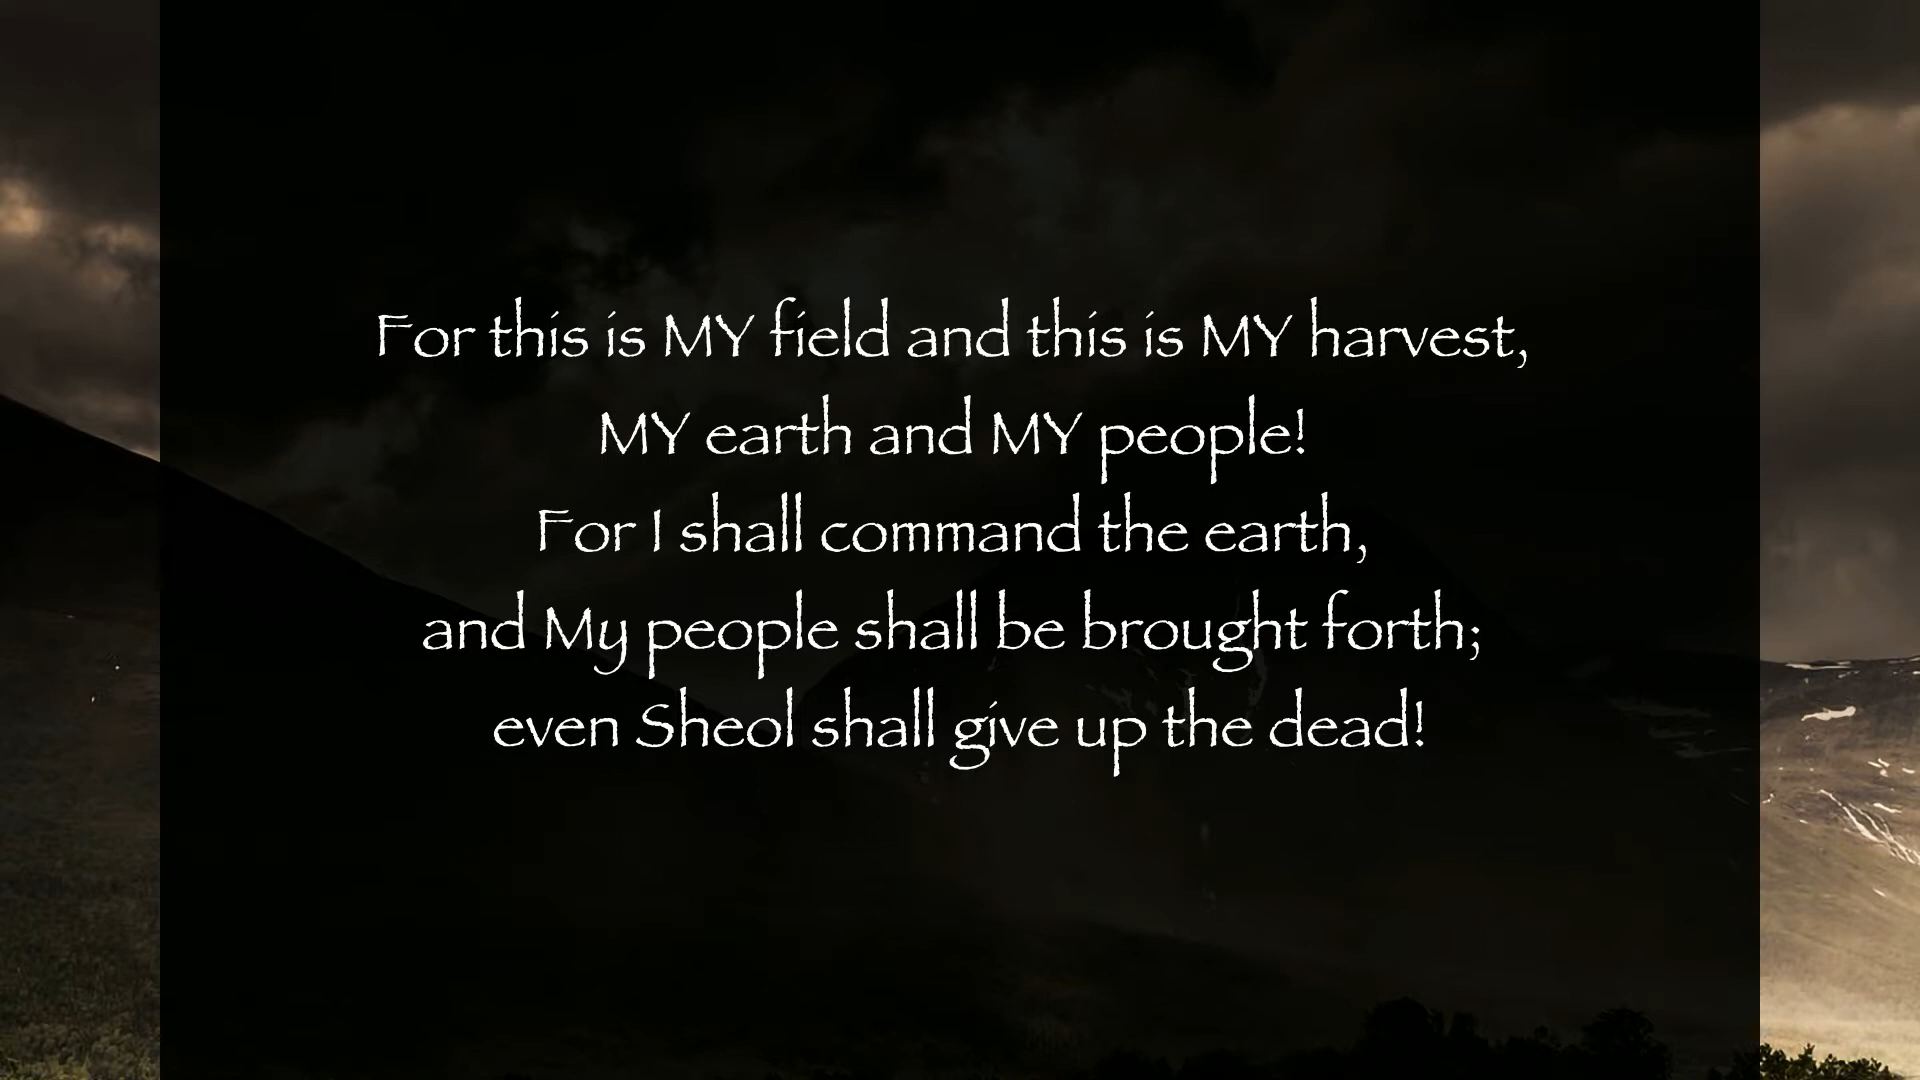 For this is MY field and this is MY harvest,
MY earth and MY people!
For I shall command the earth,
and My people shall be brought forth;
even Sheol shall give up the dead!